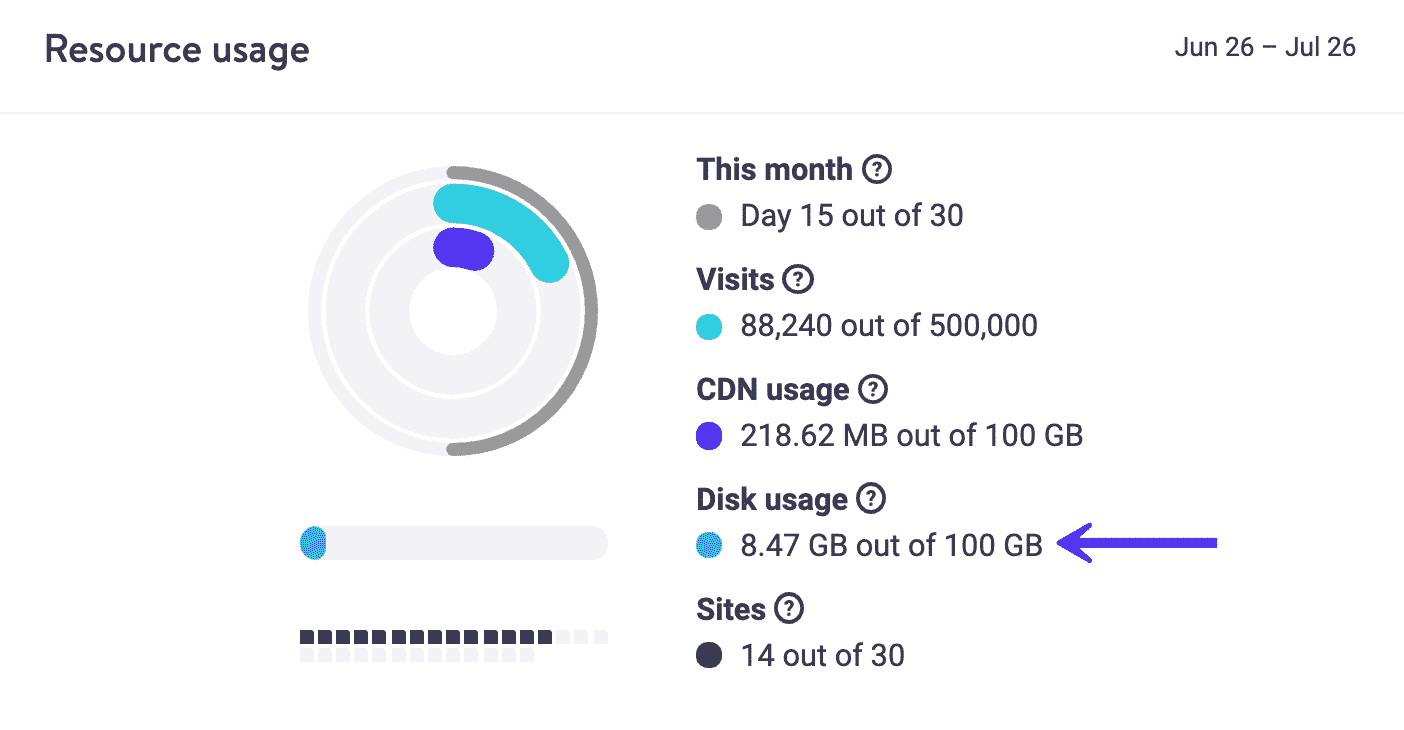 Resource usage
Jun 26 – Jul 26
This month ?
Day 15 out of 30
Visits ?
88,240 out of 500,000
CDN usage ?
218.62 MB out of 100 GB
Disk usage ?
8.47 GB out of 100 GB
Sites ?
14 out of 30